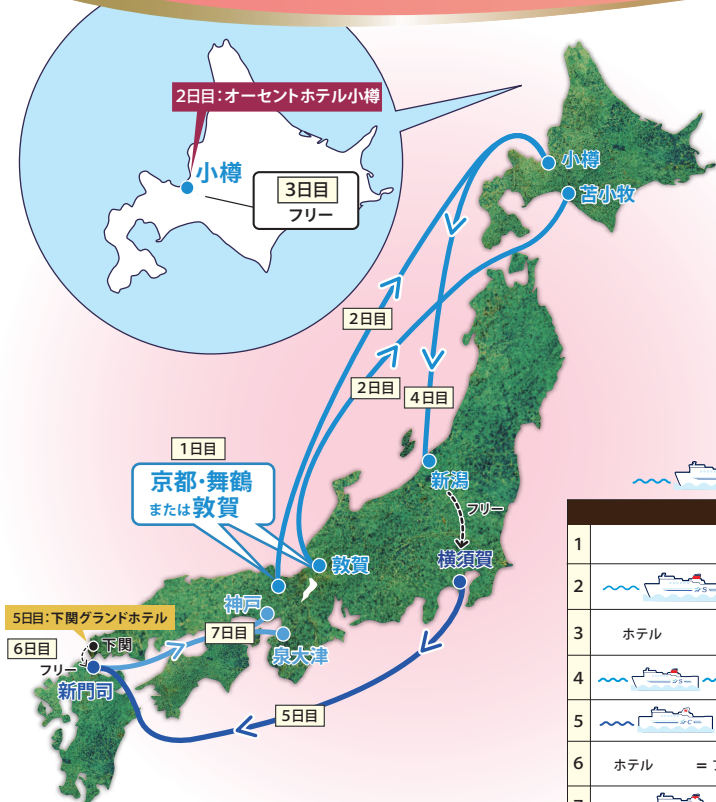 2日目：オーセントホテル小樽
小樽
3日目
フリー
小樽
苫小牧
2日目
2日目
4日目
1日目
京都・舞鶴
または敦賀
新潟
フリー
敦賀
横須賀
神戸
7日目
泉大津
5日目：下関グランドホテル
6日目
下関
フリー
新門司
5日目
1
2
3 ホテル
4
5
6 ホテル =